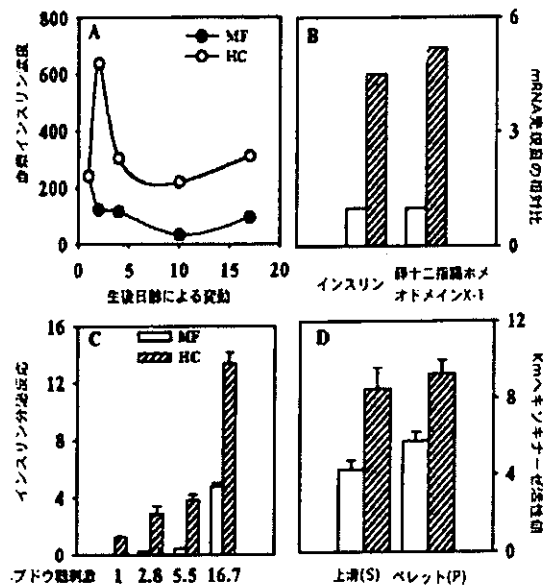 A
MF
HC
血漿インスリン濃度
800
600
400
200
0
0 5 10 15 20
生後日齢による変動
B
6
3
0
mRNA発現量の相対比
インスリン
膵十二指腸ホメ
オドメインX-1
C
MF
HC
インスリン分泌反応
16
12
8
4
0
ブドウ糖刺激 1 2.8 5.5 16.7
D
12
8
4
0
Kmヘキソキナーゼ活性値
上清(S) ペレット(P)